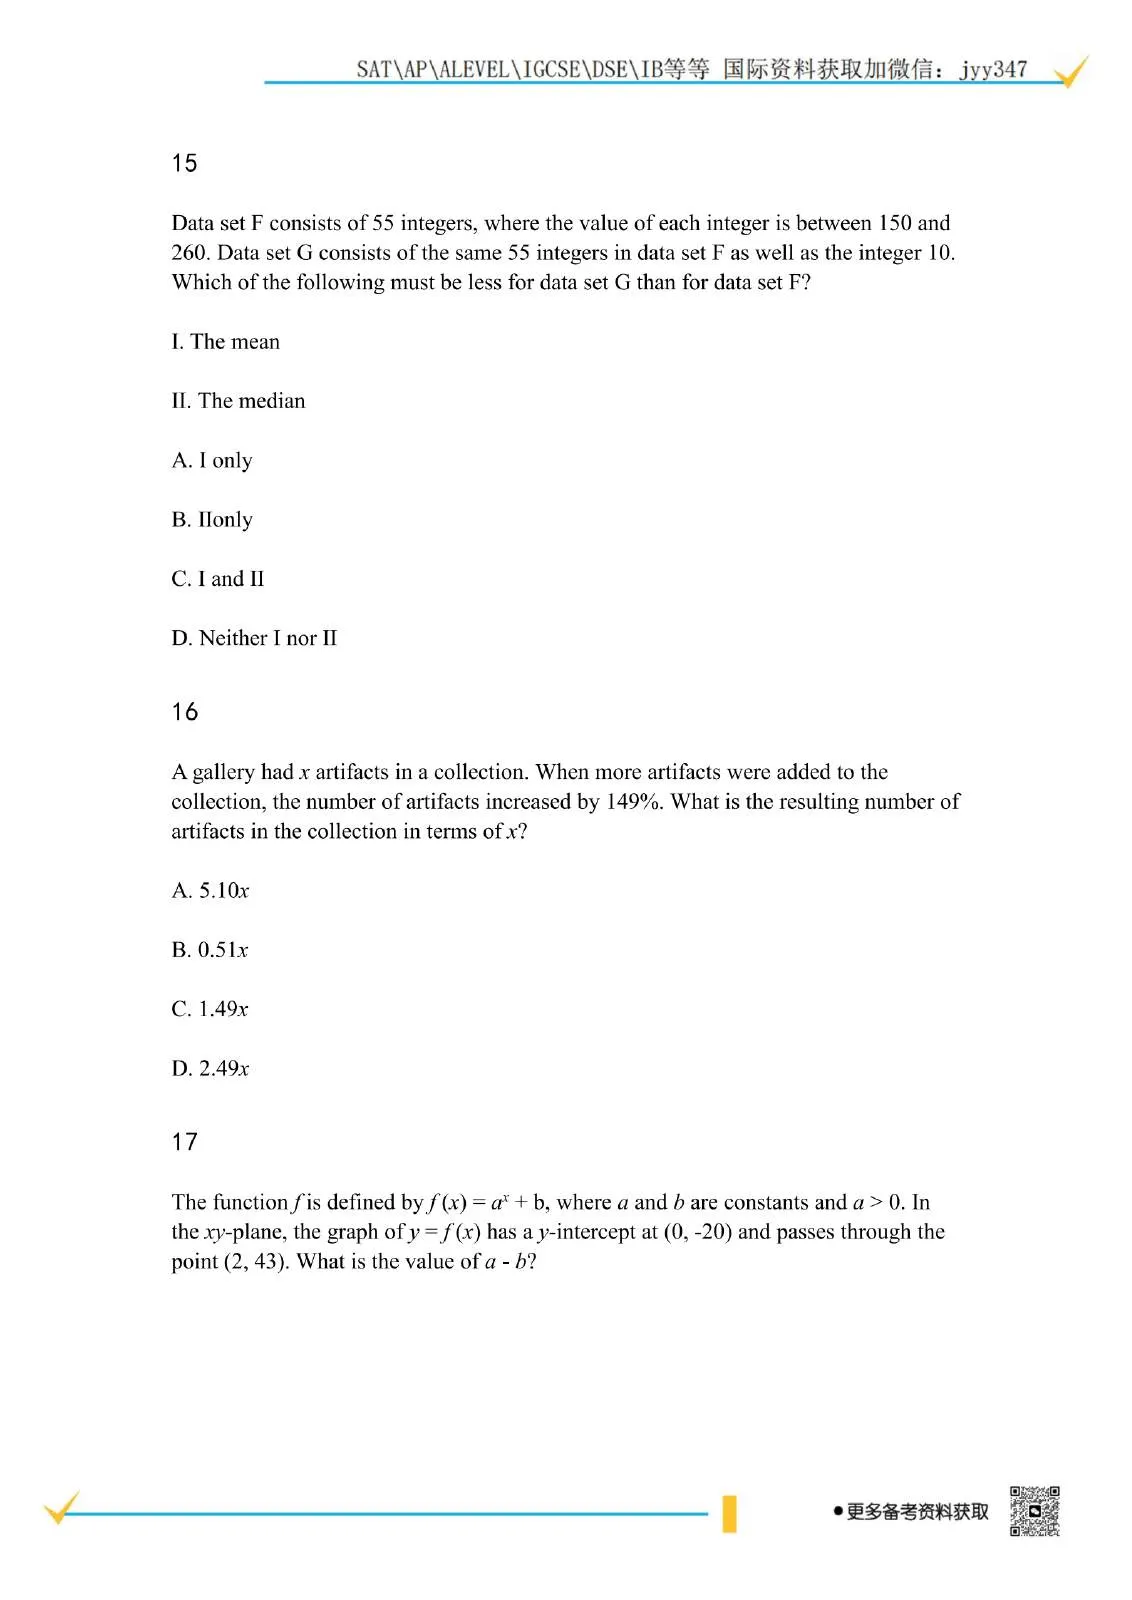 SAT\AP\ALEVEL\IGCSE\DSE\IB等等 国际资料获取加微信：jyy347
15
Data set F consists of 55 integers, where the value of each integer is between 150 and
260. Data set G consists of the same 55 integers in data set F as well as the integer 10.
Which of the following must be less for data set G than for data set F?
I. The mean
II. The median
A. I only
B. IIonly
C. I and II
D. Neither I nor II
16
A gallery had x artifacts in a collection. When more artifacts were added to the
collection, the number of artifacts increased by 149%. What is the resulting number of
artifacts in the collection in terms of x?
A. 5.10x
B. 0.51x
C. 1.49x
D. 2.49x
17
The function f is defined by f (x) = aˣ + b, where a and b are constants and a > 0. In
the xy-plane, the graph of y = f (x) has a y-intercept at (0, -20) and passes through the
point (2, 43). What is the value of a - b?
●更多备考资料获取